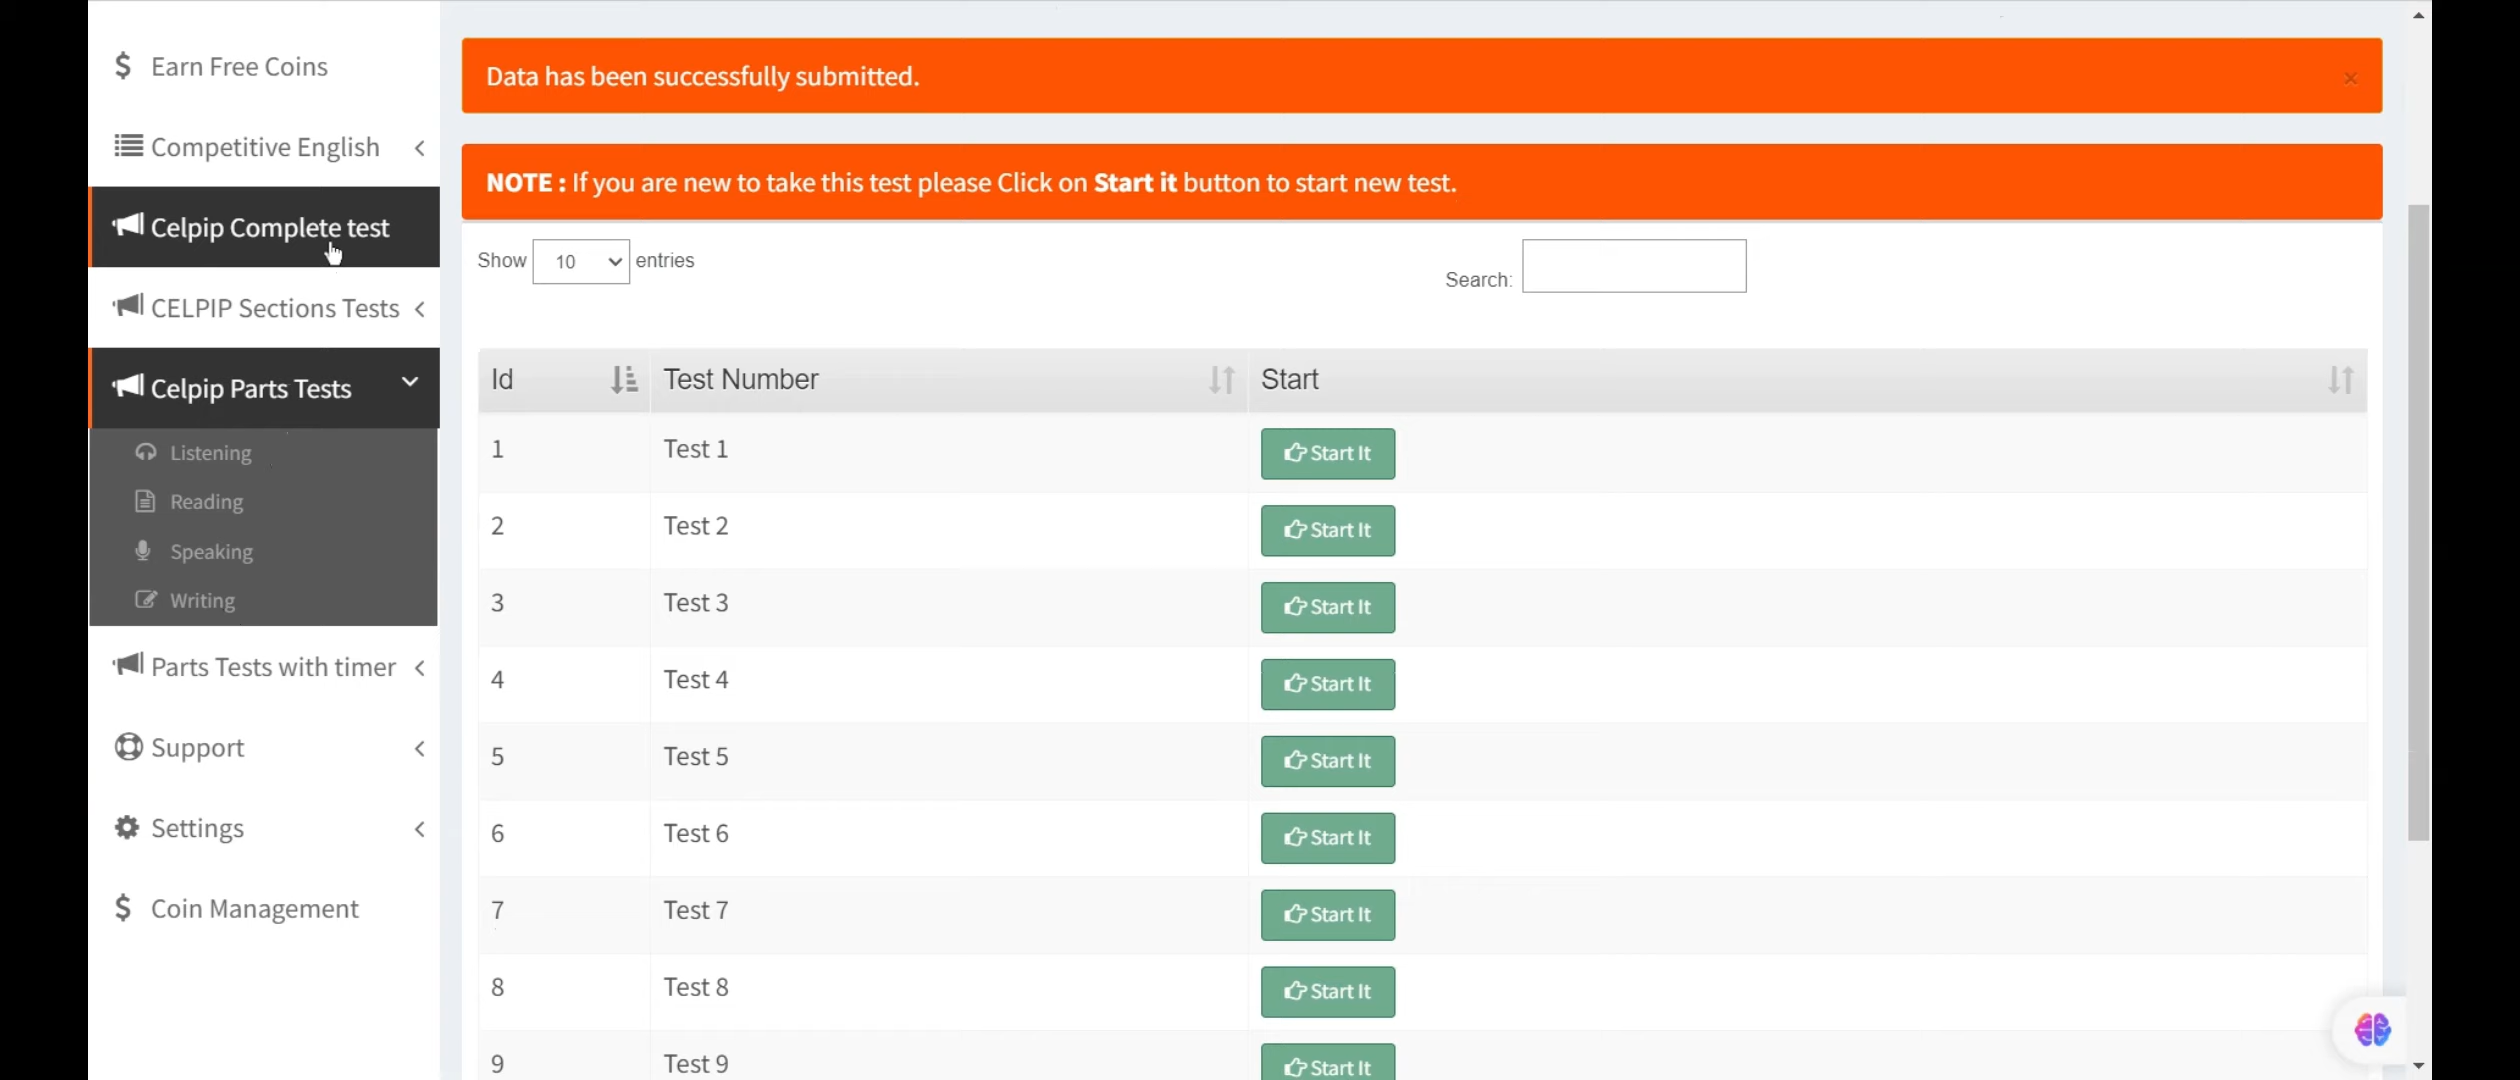 Earn Free Coins
Competitive English
Celpip Complete test
CELPIP Sections Tests
Celpip Parts Tests
Listening
Reading
Speaking
Writing
Parts Tests with timer
Support
Settings
Coin Management
Data has been successfully submitted.
×
NOTE : If you are new to take this test please Click on Start it button to start new test.
Show 10 entries
Search:
Id Test Number Start
1 Test 1 Start It
2 Test 2 Start It
3 Test 3 Start It
4 Test 4 Start It
5 Test 5 Start It
6 Test 6 Start It
7 Test 7 Start It
8 Test 8 Start It
9 Test 9 Start It